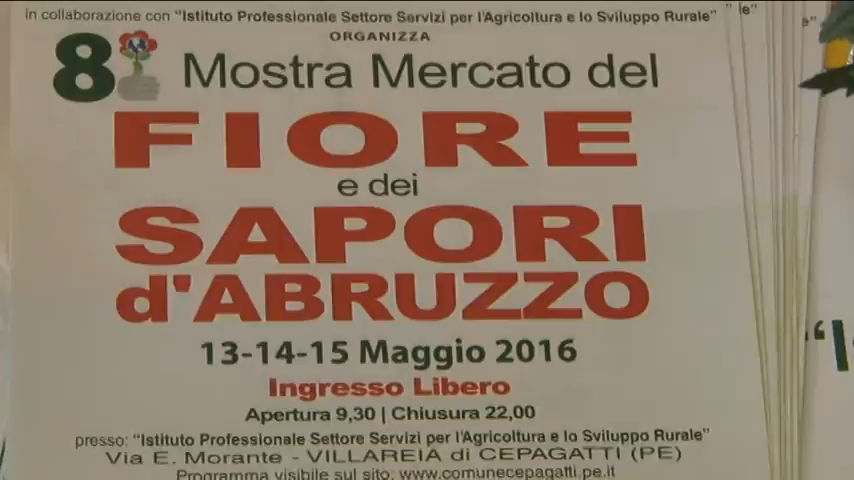 in collaborazione con "Istituto Professionale Settore Servizi per l'Agricoltura e lo Sviluppo Rurale"
ORGANIZZA
8 Mostra Mercato del
FIORE
e dei
SAPORI
d'ABRUZZO
13-14-15 Maggio 2016
Ingresso Libero
Apertura 9,30 | Chiusura 22,00
presso: "Istituto Professionale Settore Servizi per l'Agricoltura e lo Sviluppo Rurale"
Via E. Morante - VILLAREIA di CEPAGATTI (PE)
Programma visibile sul sito: www.comunecepagatti.pe.it